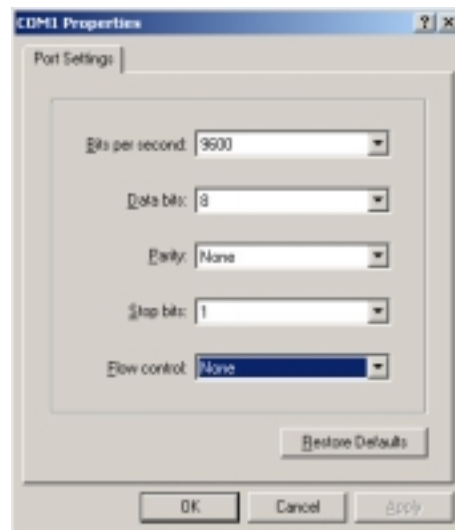 COM1 Properties
Port Settings
Bits per second: 9600
Data bits: 8
Parity: None
Stop bits: 1
Flow control: None
Restore Defaults
OK Cancel Apply